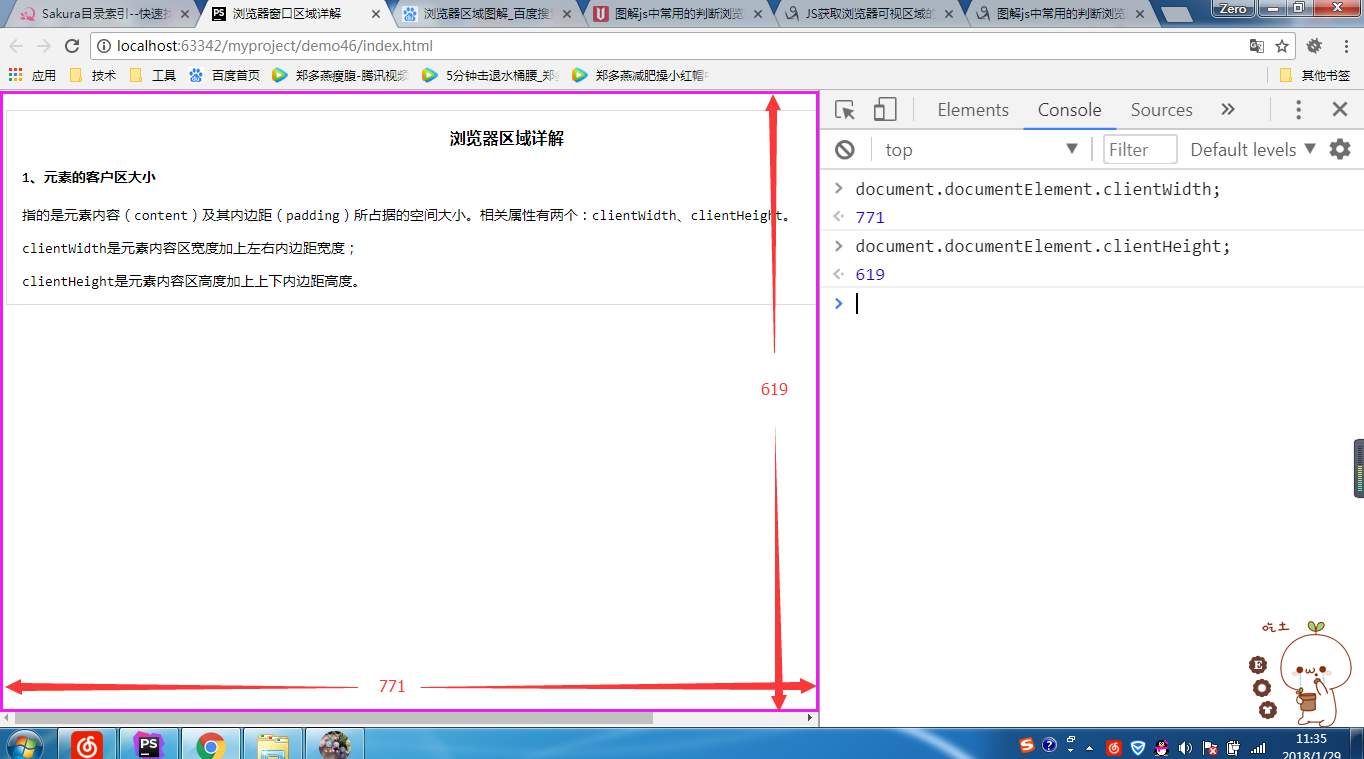 Sakura目录索引--快速找
浏览器窗口区域详解
浏览器区域图解_百度搜
图解js中常用的判断浏览
JS获取浏览器可视区域的
图解js中常用的判断浏览
Zero
localhost:63342/myproject/demo46/index.html
应用
技术
工具
百度首页
郑多燕瘦腹-腾讯视频
5分钟击退水桶腰_郑
郑多燕减肥操小红帽
其他书签
浏览器区域详解
1、元素的客户区大小
指的是元素内容（content）及其内边距（padding）所占据的空间大小。相关属性有两个：clientWidth、clientHeight。
clientWidth是元素内容区宽度加上左右内边距宽度；
clientHeight是元素内容区高度加上上下内边距高度。
619
771
Elements
Console
Sources
top
Filter
Default levels
document.documentElement.clientWidth;
771
document.documentElement.clientHeight;
619
吃土
E
PS
11:35
2018/1/29